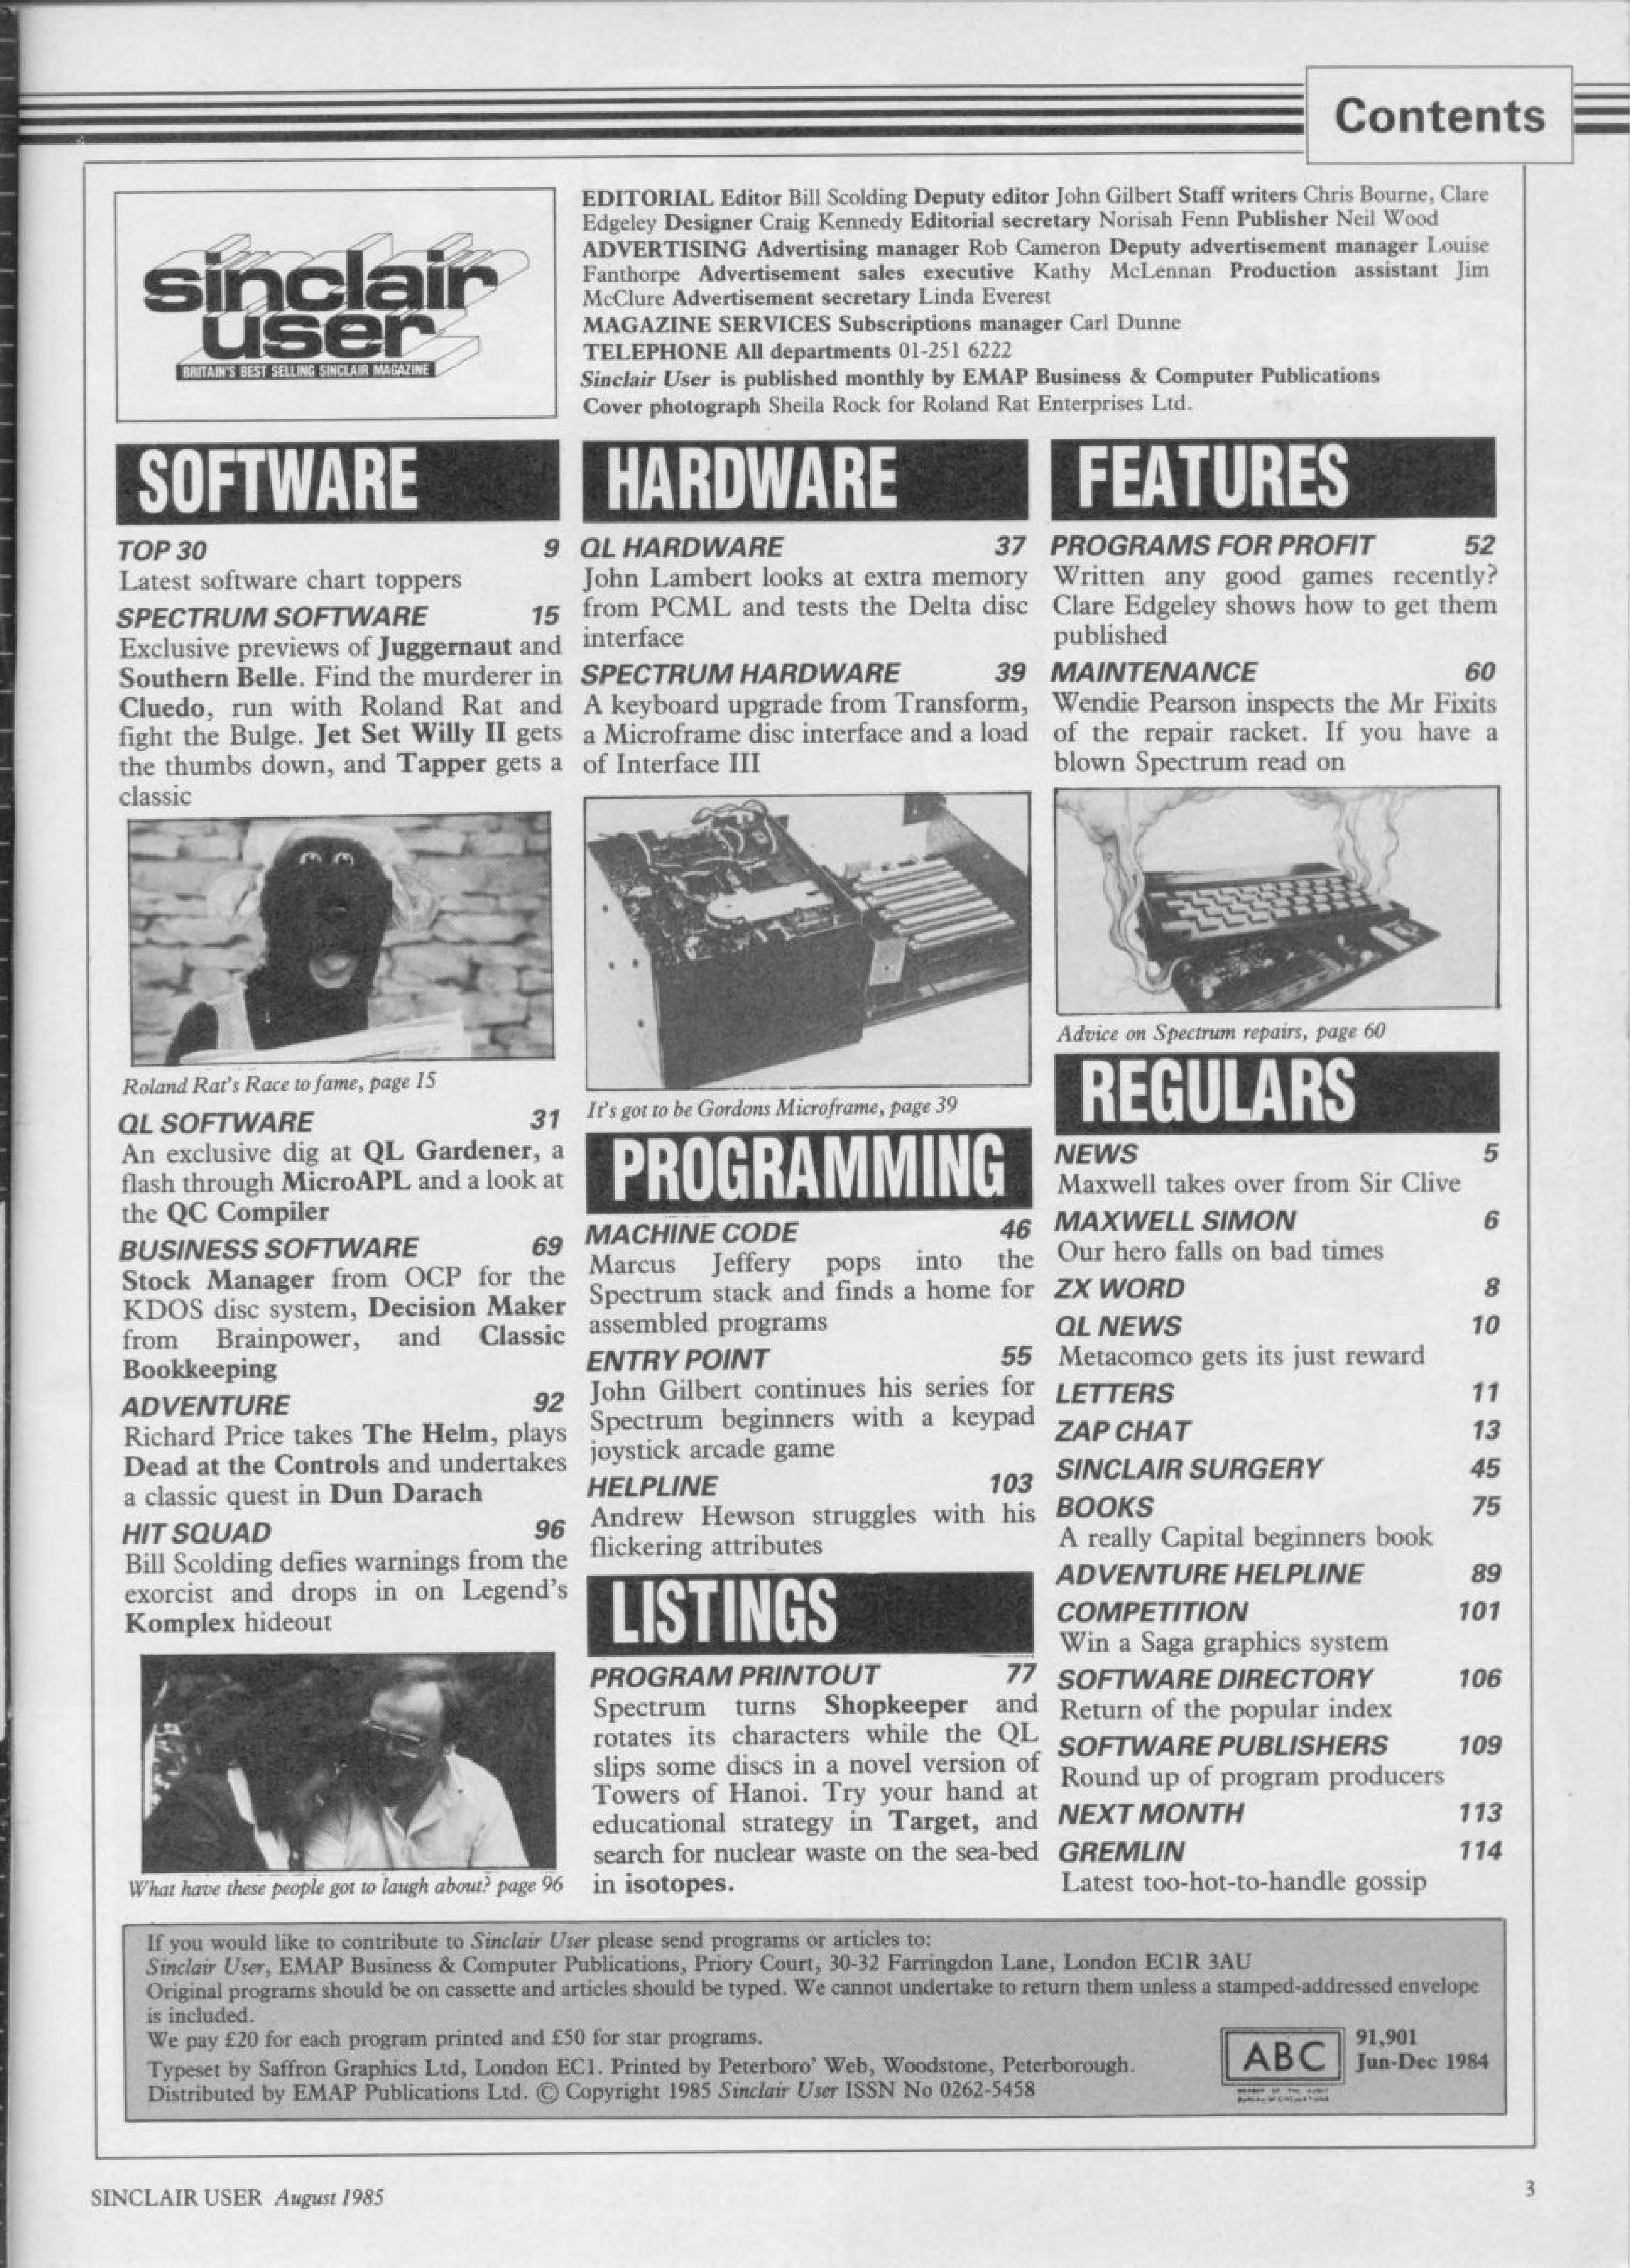 Contents
sinclair
user
BRITAIN'S BEST SELLING SINCLAIR MAGAZINE
EDITORIAL Editor Bill Scolding Deputy editor John Gilbert Staff writers Chris Bourne, Clare
Edgeley Designer Craig Kennedy Editorial secretary Norisah Fenn Publisher Neil Wood
ADVERTISING Advertising manager Rob Cameron Deputy advertisement manager Louise
Fanthorpe Advertisement sales executive Kathy McLennan Production assistant Jim
McClure Advertisement secretary Linda Everest
MAGAZINE SERVICES Subscriptions manager Carl Dunne
TELEPHONE All departments 01-251 6222
Sinclair User is published monthly by EMAP Business & Computer Publications
Cover photograph Sheila Rock for Roland Rat Enterprises Ltd.
SOFTWARE
TOP 30 9
Latest software chart toppers
SPECTRUM SOFTWARE 15
Exclusive previews of Juggernaut and
Southern Belle. Find the murderer in
Cluedo, run with Roland Rat and
fight the Bulge. Jet Set Willy II gets
the thumbs down, and Tapper gets a
classic
Roland Rat's Race to fame, page 15
QL SOFTWARE 31
An exclusive dig at QL Gardener, a
flash through MicroAPL and a look at
the QC Compiler
BUSINESS SOFTWARE 69
Stock Manager from OCP for the
KDOS disc system, Decision Maker
from Brainpower, and Classic
Bookkeeping
ADVENTURE 92
Richard Price takes The Helm, plays
Dead at the Controls and undertakes
a classic quest in Dun Darach
HIT SQUAD 96
Bill Scolding defies warnings from the
exorcist and drops in on Legend's
Komplex hideout
What have these people got to laugh about? page 96
HARDWARE
QL HARDWARE 37
John Lambert looks at extra memory
from PCML and tests the Delta disc
interface
SPECTRUM HARDWARE 39
A keyboard upgrade from Transform,
a Microframe disc interface and a load
of Interface III
It's got to be Gordons Microframe, page 39
PROGRAMMING
MACHINE CODE 46
Marcus Jeffery pops into the
Spectrum stack and finds a home for
assembled programs
ENTRY POINT 55
John Gilbert continues his series for
Spectrum beginners with a keypad
joystick arcade game
HELPLINE 103
Andrew Hewson struggles with his
flickering attributes
LISTINGS
PROGRAM PRINTOUT 77
Spectrum turns Shopkeeper and
rotates its characters while the QL
slips some discs in a novel version of
Towers of Hanoi. Try your hand at
educational strategy in Target, and
search for nuclear waste on the sea-bed
in isotopes.
FEATURES
PROGRAMS FOR PROFIT 52
Written any good games recently?
Clare Edgeley shows how to get them
published
MAINTENANCE 60
Wendie Pearson inspects the Mr Fixits
of the repair racket. If you have a
blown Spectrum read on
Advice on Spectrum repairs, page 60
REGULARS
NEWS 5
Maxwell takes over from Sir Clive
MAXWELL SIMON 6
Our hero falls on bad times
ZX WORD 8
QL NEWS 10
Metacomco gets its just reward
LETTERS 11
ZAP CHAT 13
SINCLAIR SURGERY 45
BOOKS 75
A really Capital beginners book
ADVENTURE HELPLINE 89
COMPETITION 101
Win a Saga graphics system
SOFTWARE DIRECTORY 106
Return of the popular index
SOFTWARE PUBLISHERS 109
Round up of program producers
NEXT MONTH 113
GREMLIN 114
Latest too-hot-to-handle gossip
If you would like to contribute to Sinclair User please send programs or articles to:
Sinclair User, EMAP Business & Computer Publications, Priory Court, 30-32 Farringdon Lane, London EC1R 3AU
Original programs should be on cassette and articles should be typed. We cannot undertake to return them unless a stamped-addressed envelope
is included.
We pay £20 for each program printed and £50 for star programs.
Typeset by Saffron Graphics Ltd, London EC1. Printed by Peterboro' Web, Woodstone, Peterborough.
Distributed by EMAP Publications Ltd. © Copyright 1985 Sinclair User ISSN No 0262-5458
ABC
MEMBER OF THE AUDIT
BUREAU OF CIRCULATIONS
91,901
Jun-Dec 1984
SINCLAIR USER August 1985
3